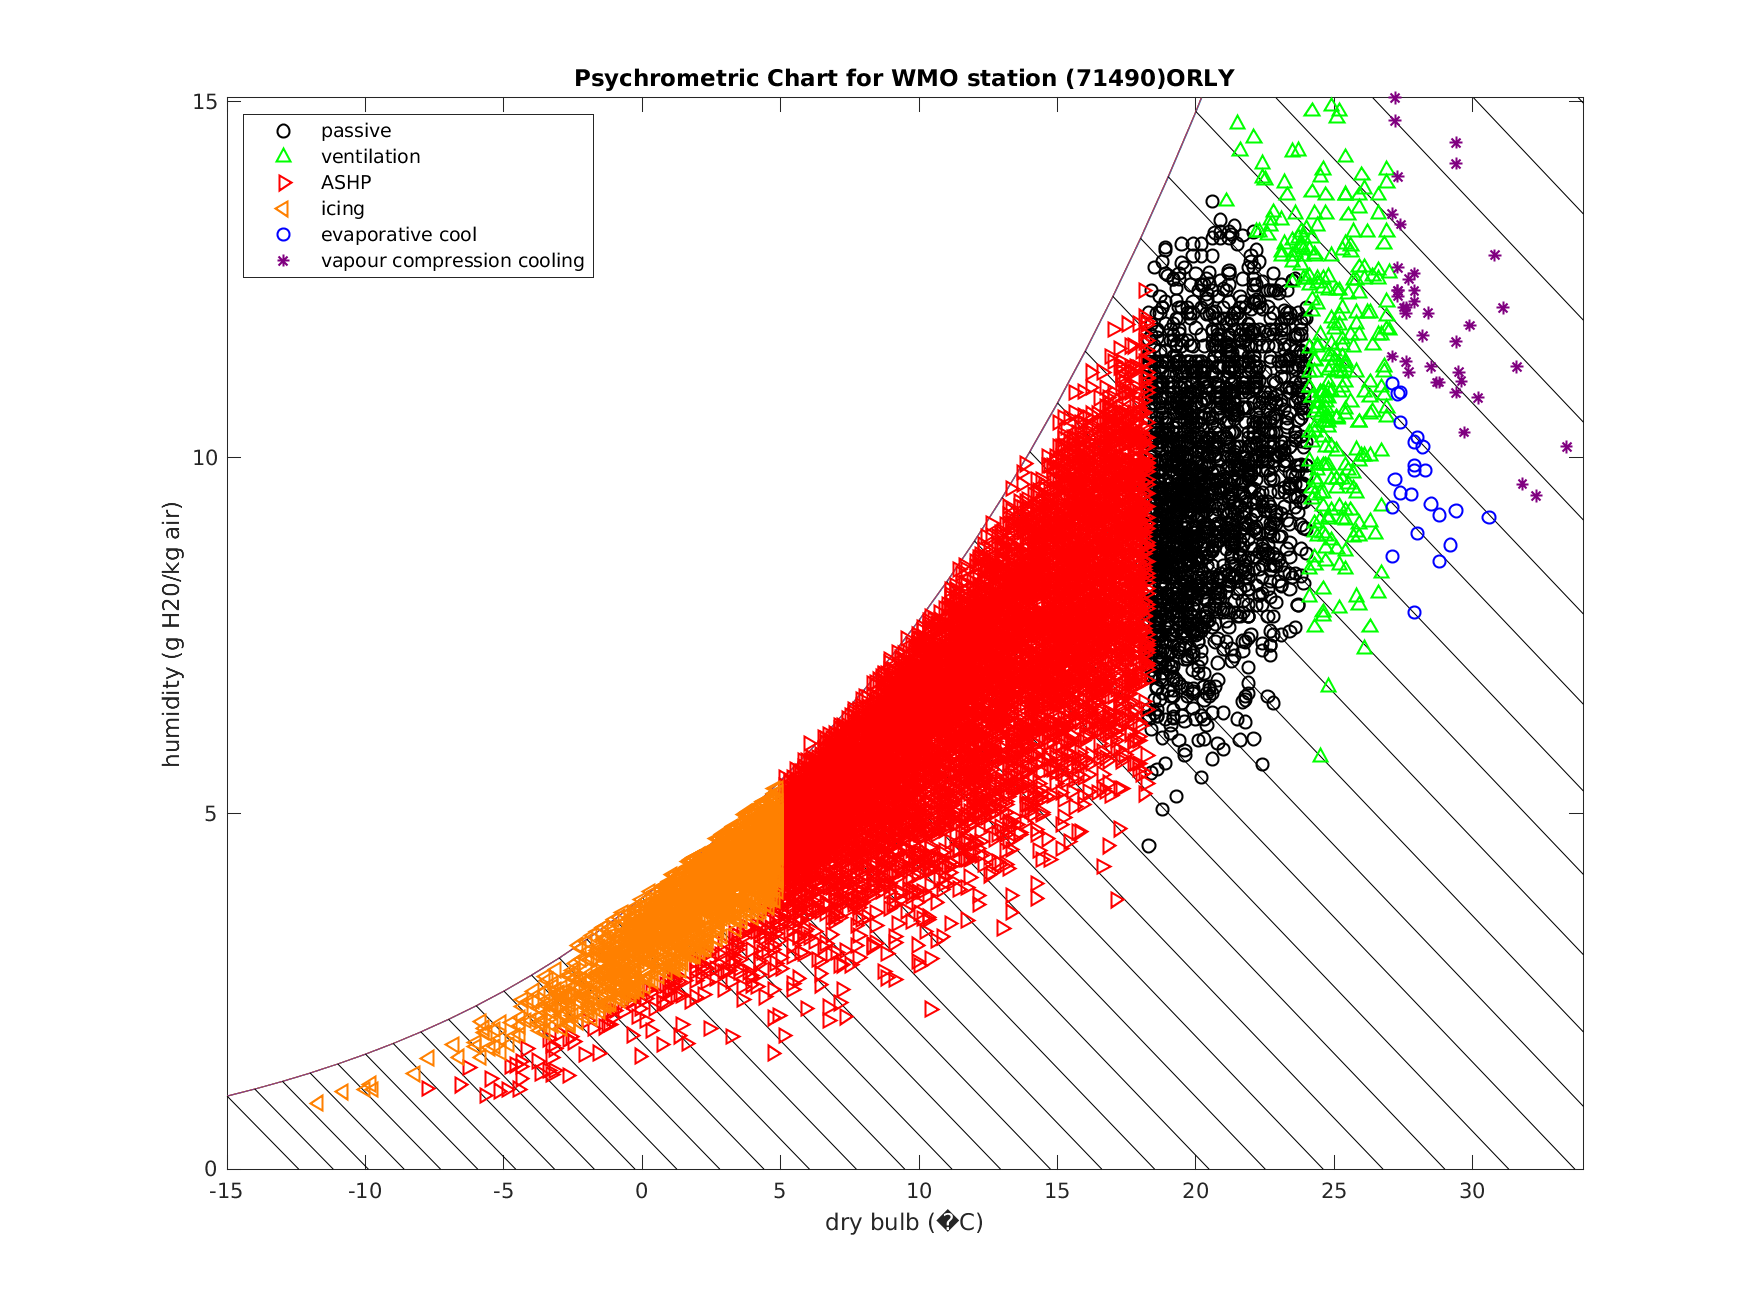 Psychrometric Chart for WMO station (71490)ORLY
passive
ventilation
ASHP
icing
evaporative cool
vapour compression cooling
15
10
5
0
humidity (g H20/kg air)
-15 -10 -5 0 5 10 15 20 25 30
dry bulb (�C)